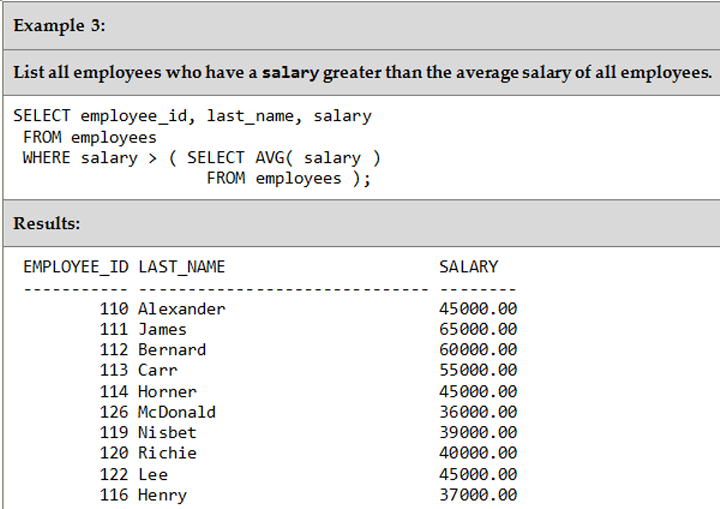 Example 3:
List all employees who have a salary greater than the average salary of all employees.
SELECT employee_id, last_name, salary
FROM employees
WHERE salary > ( SELECT AVG( salary )
FROM employees );
Results:
EMPLOYEE_ID LAST_NAME SALARY
----------- ------------------------------ --------
110 Alexander 45000.00
111 James 65000.00
112 Bernard 60000.00
113 Carr 55000.00
114 Horner 45000.00
126 McDonald 36000.00
119 Nisbet 39000.00
120 Richie 40000.00
122 Lee 45000.00
116 Henry 37000.00